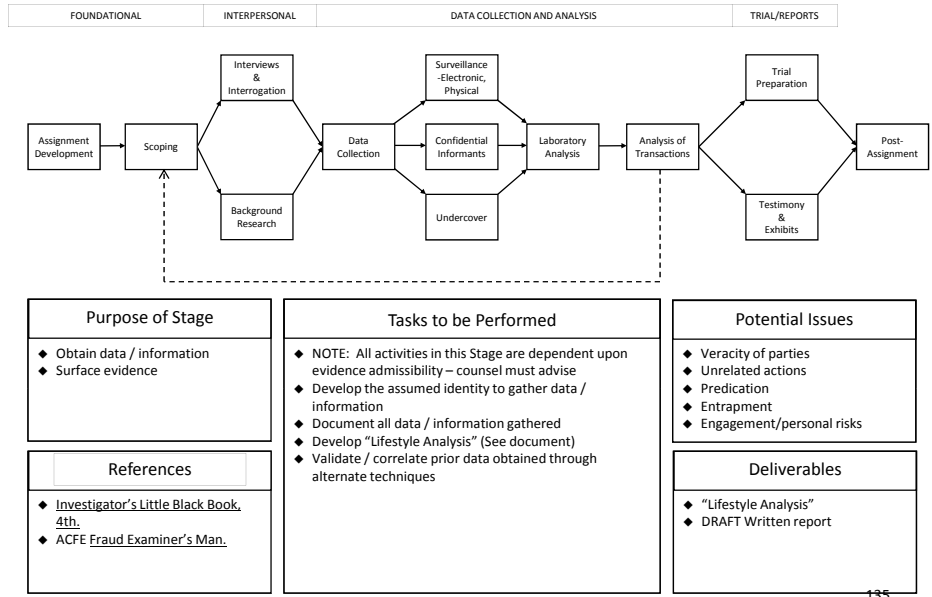 FOUNDATIONAL
INTERPERSONAL
DATA COLLECTION AND ANALYSIS
TRIAL/REPORTS
Interviews
&
Interrogation
Surveillance
-Electronic,
Physical
Trial
Preparation
Assignment
Development
Scoping
Data
Collection
Confidential
Informants
Laboratory
Analysis
Analysis of
Transactions
Post-
Assignment
Background
Research
Undercover
Testimony
&
Exhibits
Purpose of Stage
◆ Obtain data / information
◆ Surface evidence
Tasks to be Performed
◆ NOTE: All activities in this Stage are dependent upon
evidence admissibility – counsel must advise
◆ Develop the assumed identity to gather data /
information
◆ Document all data / information gathered
◆ Develop “Lifestyle Analysis” (See document)
◆ Validate / correlate prior data obtained through
alternate techniques
Potential Issues
◆ Veracity of parties
◆ Unrelated actions
◆ Predication
◆ Entrapment
◆ Engagement/personal risks
References
◆ Investigator’s Little Black Book,
4th.
◆ ACFE Fraud Examiner’s Man.
Deliverables
◆ “Lifestyle Analysis”
◆ DRAFT Written report
135